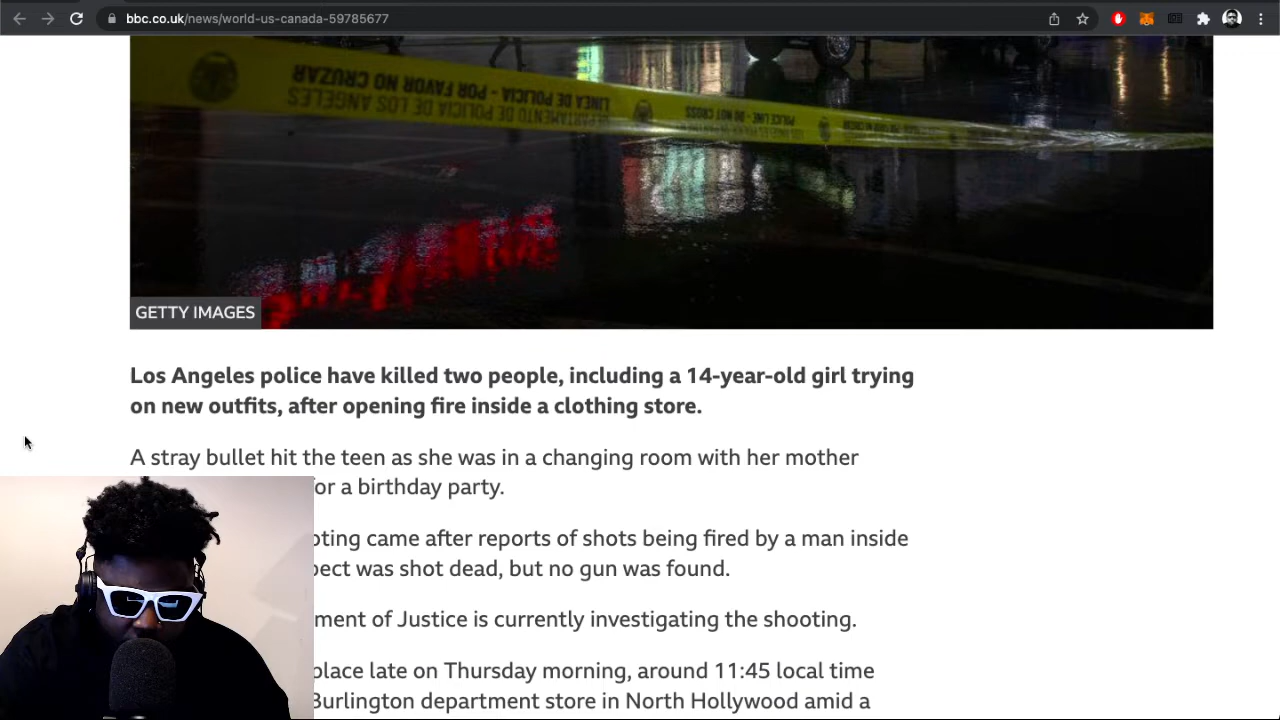 bbc.co.uk/news/world-us-canada-59785677
LINEA DE POLICIA - POR FAVOR NO CRUZAR
DEPARTAMENTO DE POLICIA DE LOS ANGELES
POLICE LINE - DO NOT CROSS
GETTY IMAGES
Los Angeles police have killed two people, including a 14-year-old girl trying
on new outfits, after opening fire inside a clothing store.
A stray bullet hit the teen as she was in a changing room with her mother
or a birthday party.
oting came after reports of shots being fired by a man inside
pect was shot dead, but no gun was found.
ment of Justice is currently investigating the shooting.
place late on Thursday morning, around 11:45 local time
Burlington department store in North Hollywood amid a